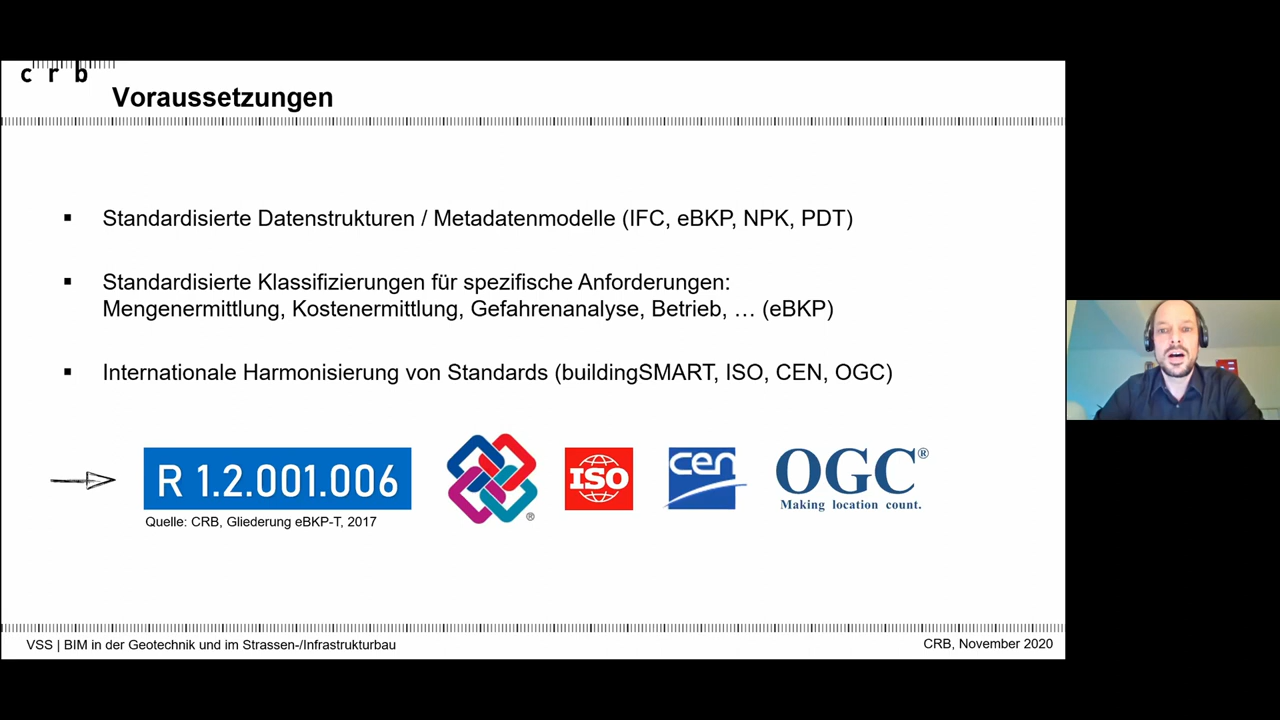 crb
Voraussetzungen
▪ Standardisierte Datenstrukturen / Metadatenmodelle (IFC, eBKP, NPK, PDT)
▪ Standardisierte Klassifizierungen für spezifische Anforderungen:
Mengenermittlung, Kostenermittlung, Gefahrenanalyse, Betrieb, … (eBKP)
▪ Internationale Harmonisierung von Standards (buildingSMART, ISO, CEN, OGC)
R 1.2.001.006
®
ISO
cen
OGC®
Making location count.
Quelle: CRB, Gliederung eBKP-T, 2017
VSS | BIM in der Geotechnik und im Strassen-/Infrastrukturbau
CRB, November 2020